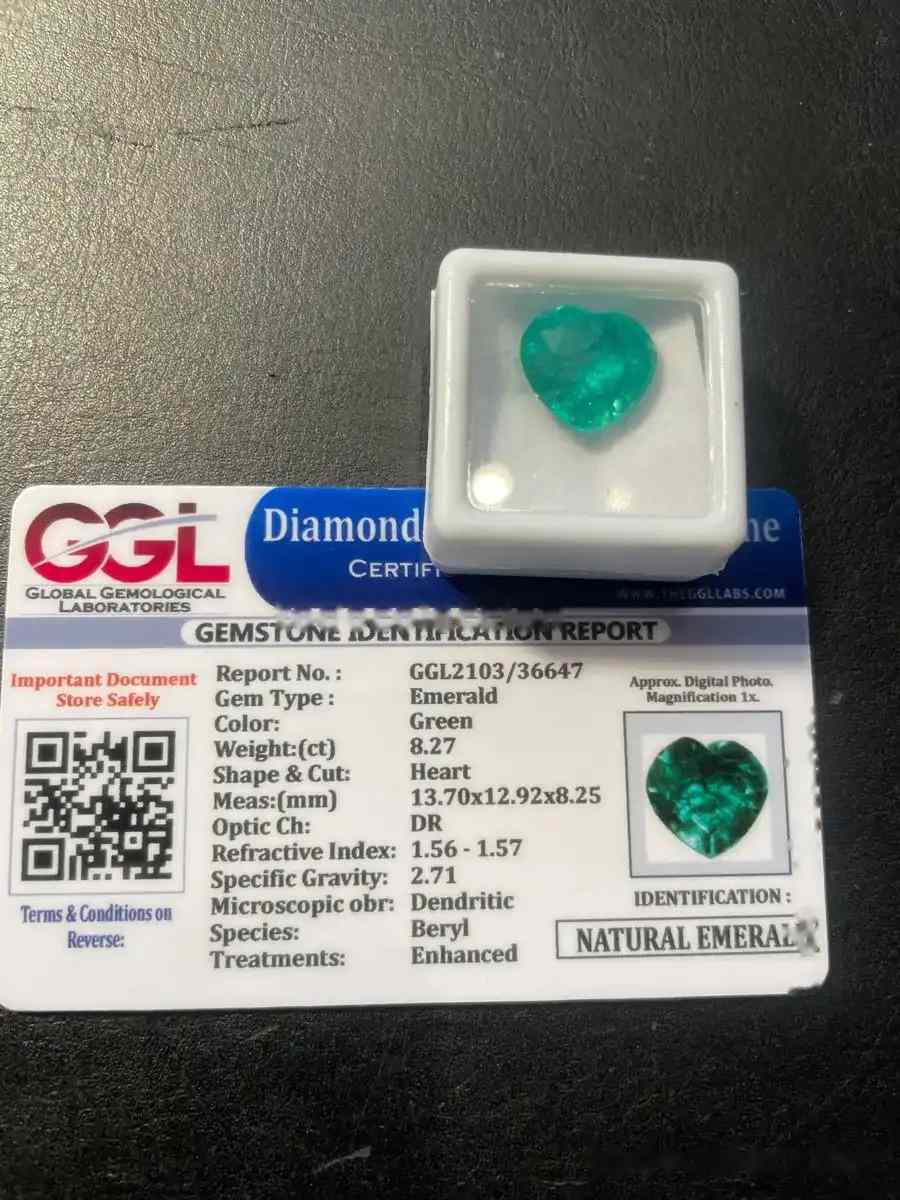 GGL
GLOBAL GEMOLOGICAL
LABORATORIES
Diamond
CERTIF
WWW.THEGGLLABS.COM
GEMSTONE IDENTIFICATION REPORT
Important Document
Store Safely
Terms & Conditions on
Reverse:
Report No. : GGL2103/36647
Gem Type : Emerald
Color: Green
Weight:(ct) 8.27
Shape & Cut: Heart
Meas:(mm) 13.70x12.92x8.25
Optic Ch: DR
Refractive Index: 1.56 - 1.57
Specific Gravity: 2.71
Microscopic obr: Dendritic
Species: Beryl
Treatments: Enhanced
Approx. Digital Photo.
Magnification 1x.
IDENTIFICATION :
NATURAL